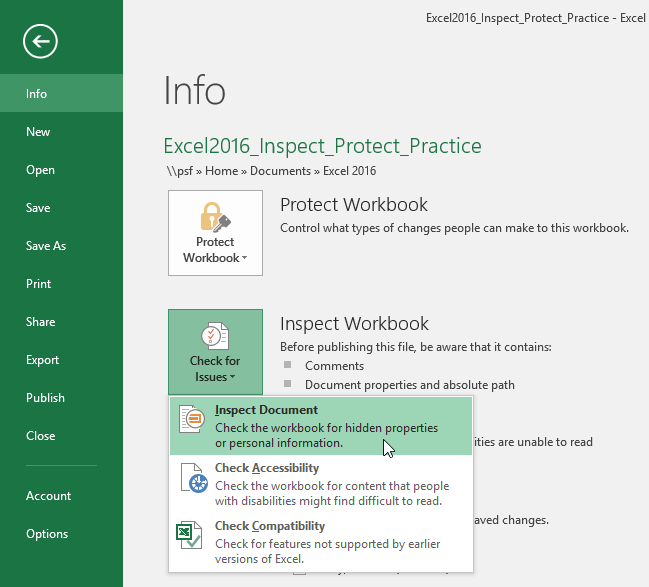 Excel2016_Inspect_Protect_Practice - Excel
Info
New
Open
Save
Save As
Print
Share
Export
Publish
Close
Account
Options
Info
Excel2016_Inspect_Protect_Practice
\\psf » Home » Documents » Excel 2016
Protect
Workbook
Protect Workbook
Control what types of changes people can make to this workbook.
Check for
Issues
Inspect Workbook
Before publishing this file, be aware that it contains:
Comments
Document properties and absolute path
Inspect Document
Check the workbook for hidden properties
or personal information.
ities are unable to read
Check Accessibility
Check the workbook for content that people
with disabilities might find difficult to read.
aved changes.
Check Compatibility
Check for features not supported by earlier
versions of Excel.